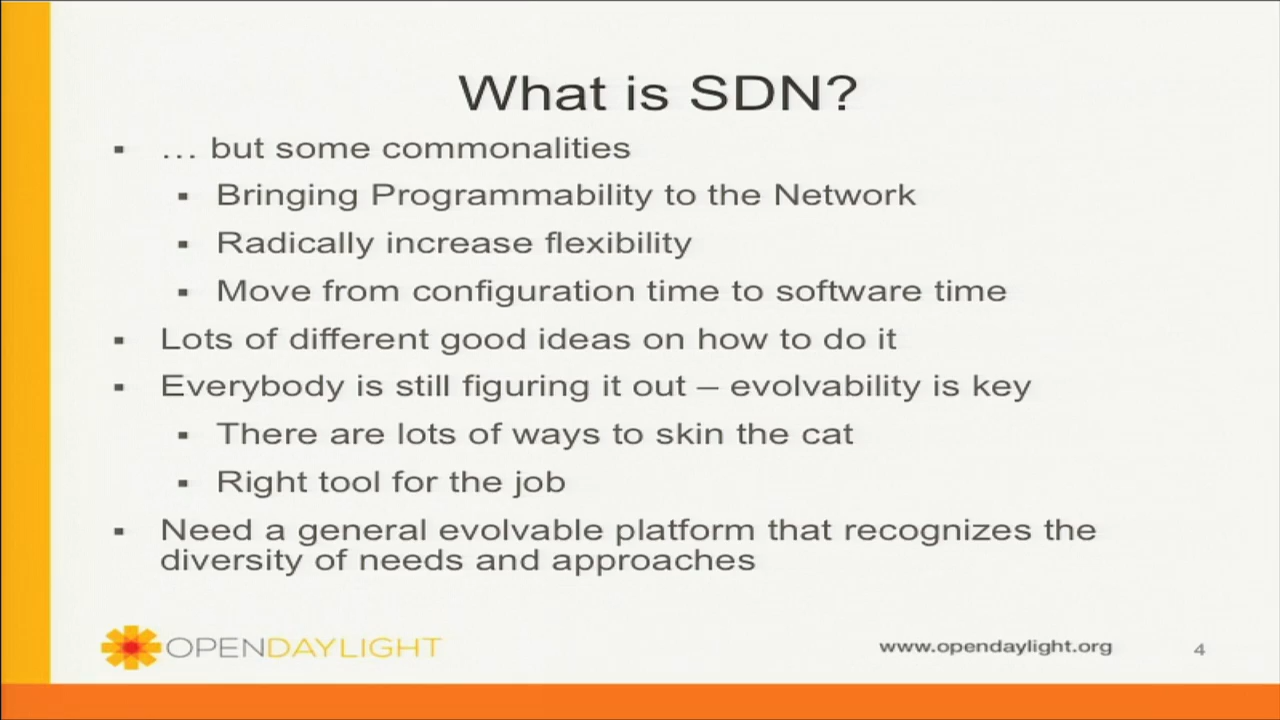 What is SDN?
… but some commonalities
Bringing Programmability to the Network
Radically increase flexibility
Move from configuration time to software time
Lots of different good ideas on how to do it
Everybody is still figuring it out – evolvability is key
There are lots of ways to skin the cat
Right tool for the job
Need a general evolvable platform that recognizes the
diversity of needs and approaches
OPENDAYLIGHT
www.opendaylight.org
4